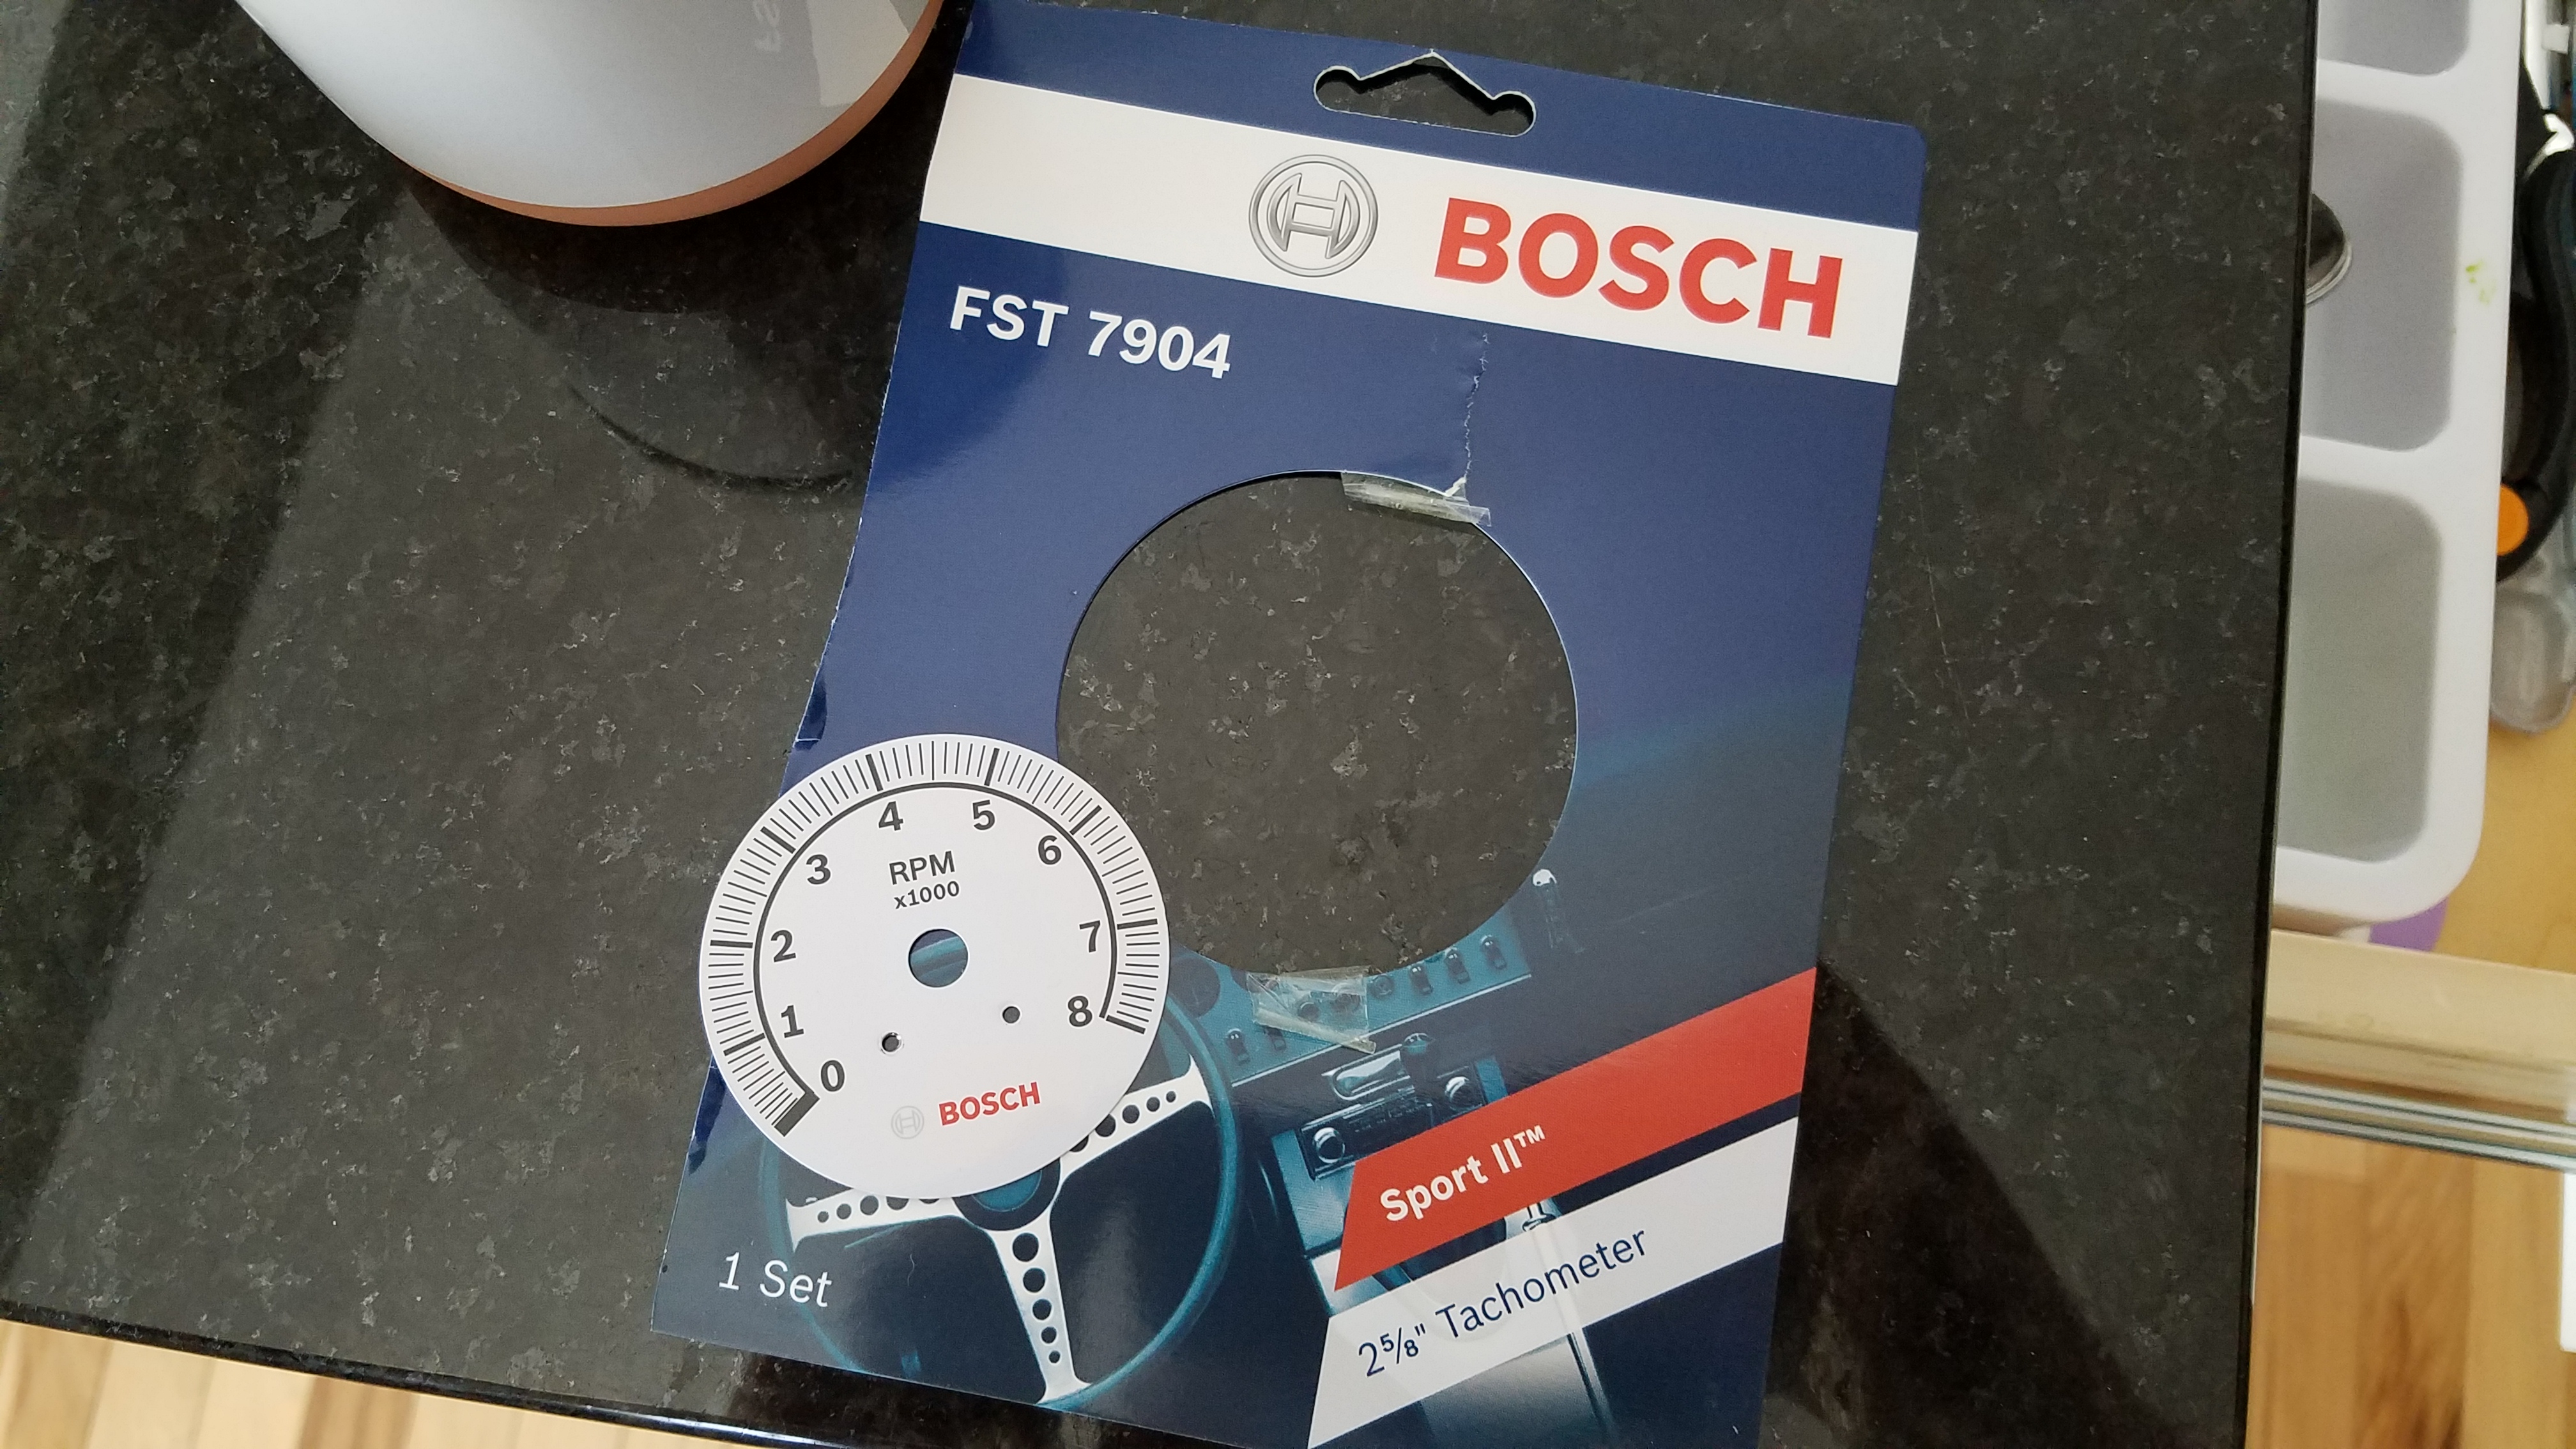 BOSCH
FST 7904
4 5
3 6
RPM
x1000
2 7
1 8
0
BOSCH
Sport II™
1 Set
2⅝" Tachometer